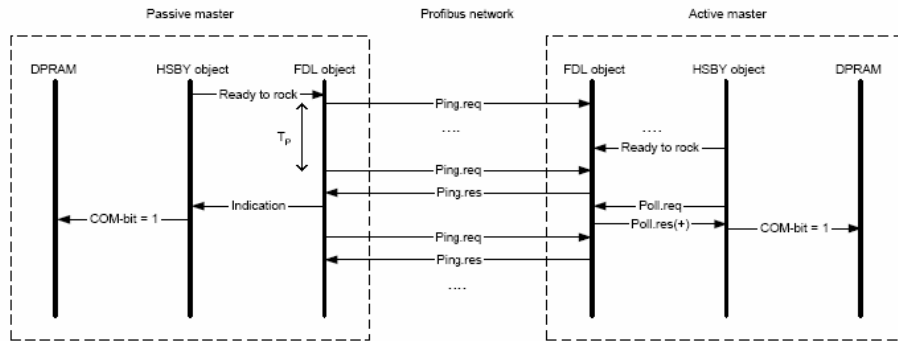 Passive master Profibus network Active master
DPRAM HSBY object FDL object FDL object HSBY object DPRAM
Ready to rock Ping.req
.... ....
Tp Ready to rock
Ping.req
Ping.res
Indication Poll.req
COM-bit = 1 Poll.res(+) COM-bit = 1
Ping.req
Ping.res
....